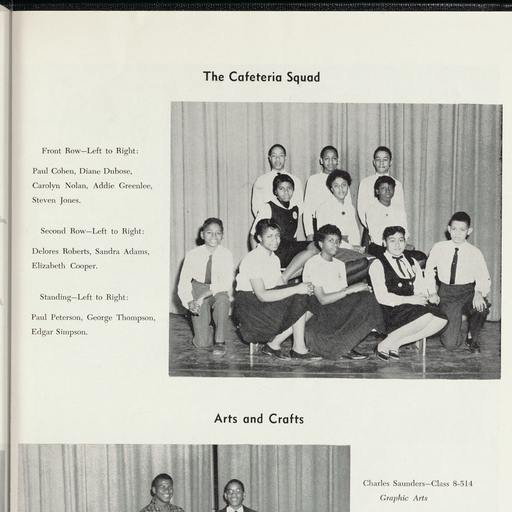 The Cafeteria Squad
Front Row—Left to Right:
Paul Cohen, Diane Dubose,
Carolyn Nolan, Addie Greenlee,
Steven Jones.
Second Row—Left to Right:
Delores Roberts, Sandra Adams,
Elizabeth Cooper.
Standing—Left to Right:
Paul Peterson, George Thompson,
Edgar Simpson.
Arts and Crafts
Charles Saunders—Class 8-514
Graphic Arts